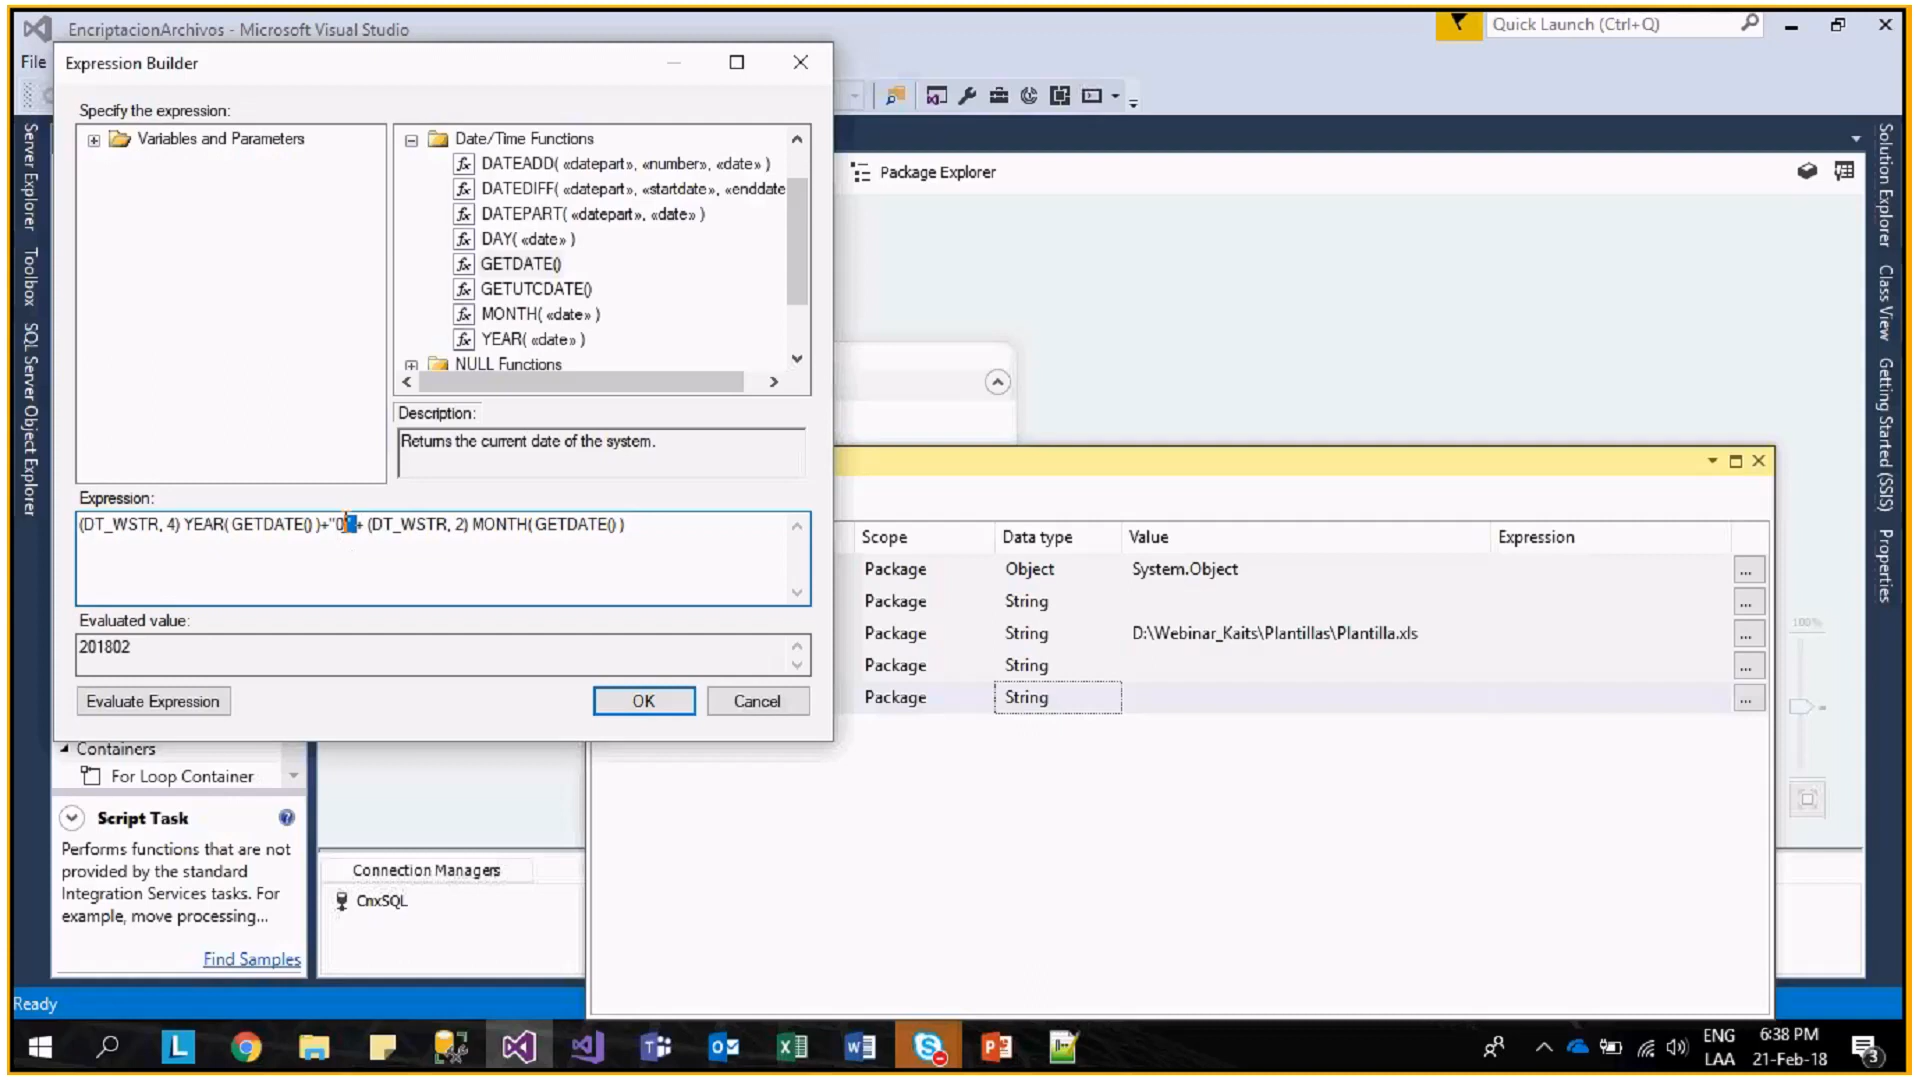 EncriptacionArchivos - Microsoft Visual Studio
Quick Launch (Ctrl+Q)
File
Expression Builder
Specify the expression:
Variables and Parameters
Date/Time Functions
DATEADD( «datepart», «number», «date» )
DATEDIFF( «datepart», «startdate», «enddate
DATEPART( «datepart», «date» )
DAY( «date» )
GETDATE()
GETUTCDATE()
MONTH( «date» )
YEAR( «date» )
NULL Functions
Description:
Returns the current date of the system.
Expression:
(DT_WSTR, 4) YEAR( GETDATE() )+"0"+ (DT_WSTR, 2) MONTH( GETDATE() )
Evaluated value:
201802
Evaluate Expression
OK
Cancel
Server Explorer
Toolbox
SQL Server Object Explorer
Package Explorer
Solution Explorer
Class View
Getting Started (SSIS)
Properties
Scope Data type Value Expression
Package Object System.Object ...
Package String ...
Package String D:\Webinar_Kaits\Plantillas\Plantilla.xls ...
Package String ...
Package String ...
100%
Containers
For Loop Container
Script Task
Performs functions that are not
provided by the standard
Integration Services tasks. For
example, move processing...
Find Samples
Connection Managers
CnxSQL
Ready
ENG
LAA
6:38 PM
21-Feb-18
3